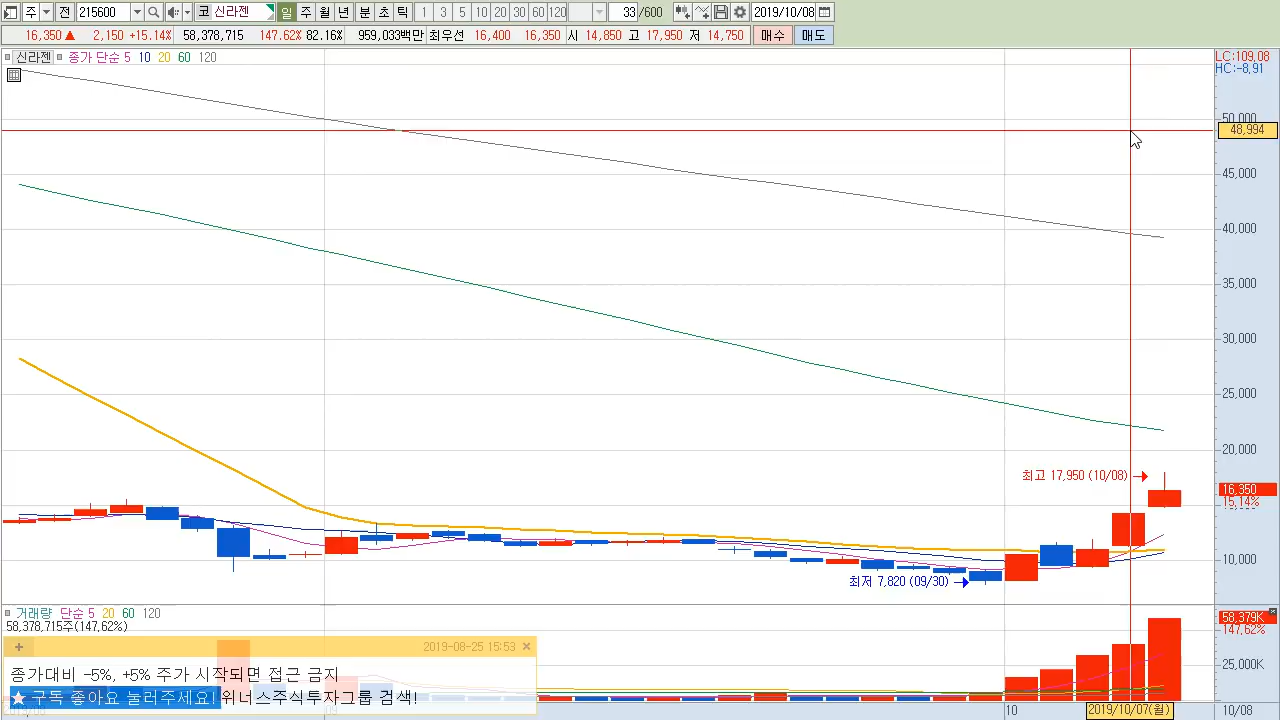 주 전 215600 코 신라젠 일 주 월 년 분 초 틱 1 3 5 10 20 30 60 120 33 /600 2019/10/08
16,350 ▲ 2,150 +15.14% 58,378,715 147.62% 82.16% 959,033백만 최우선 16,400 16,350 시 14,850 고 17,950 저 14,750 매수 매도
신라젠 종가 단순 5 10 20 60 120
LC:109,08
HC:-8,91
50,000
48,994
45,000
40,000
35,000
30,000
25,000
20,000
최고 17,950 (10/08)
16,350
15,14%
10,000
최저 7,820 (09/30)
거래량 단순 5 20 60 120
58,378,715주(147,62%)
58,379K
147,62%
25,000k
2019-08-25 15:53
종가대비 -5%, +5% 주가 시작되면 접근 금지
★ 구독 좋아요 눌러주세요! 위너스주식투자그룹 검색!
10 2019/10/07(월) 10/08